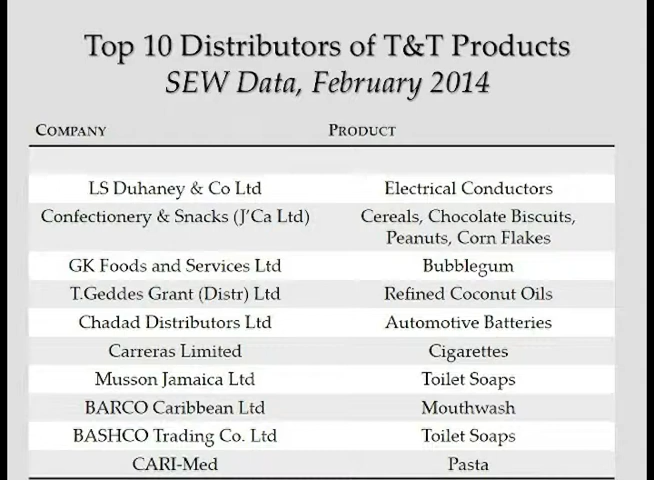 Top 10 Distributors of T&T Products
SEW Data, February 2014
COMPANY PRODUCT
LS Duhaney & Co Ltd Electrical Conductors
Confectionery & Snacks (J'Ca Ltd) Cereals, Chocolate Biscuits,
Peanuts, Corn Flakes
GK Foods and Services Ltd Bubblegum
T.Geddes Grant (Distr) Ltd Refined Coconut Oils
Chadad Distributors Ltd Automotive Batteries
Carreras Limited Cigarettes
Musson Jamaica Ltd Toilet Soaps
BARCO Caribbean Ltd Mouthwash
BASHCO Trading Co. Ltd Toilet Soaps
CARI-Med Pasta